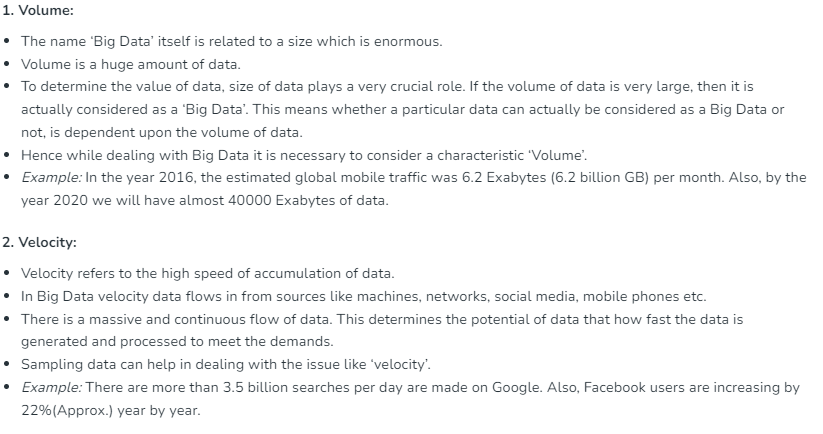 1. Volume:
• The name ‘Big Data’ itself is related to a size which is enormous.
• Volume is a huge amount of data.
• To determine the value of data, size of data plays a very crucial role. If the volume of data is very large, then it is
actually considered as a ‘Big Data’. This means whether a particular data can actually be considered as a Big Data or
not, is dependent upon the volume of data.
• Hence while dealing with Big Data it is necessary to consider a characteristic ‘Volume’.
• Example: In the year 2016, the estimated global mobile traffic was 6.2 Exabytes (6.2 billion GB) per month. Also, by the
year 2020 we will have almost 40000 Exabytes of data.
2. Velocity:
• Velocity refers to the high speed of accumulation of data.
• In Big Data velocity data flows in from sources like machines, networks, social media, mobile phones etc.
• There is a massive and continuous flow of data. This determines the potential of data that how fast the data is
generated and processed to meet the demands.
• Sampling data can help in dealing with the issue like ‘velocity’.
• Example: There are more than 3.5 billion searches per day are made on Google. Also, Facebook users are increasing by
22%(Approx.) year by year.